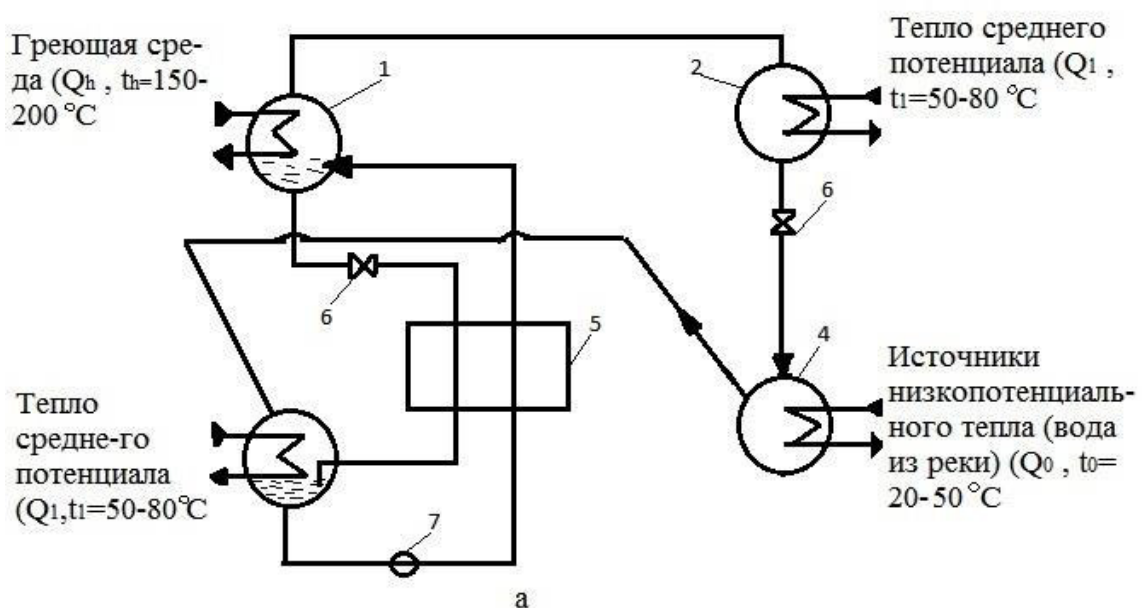 Греющая сре-
да (Qh , th=150-
200 °C
1
2
Тепло среднего
потенциала (Q1 ,
t1=50-80 °C
6
6
5
4
Источники
низкопотенциаль-
ного тепла (вода
из реки) (Q0 , t0=
20-50 °C
Тепло
средне-го
потенциала
(Q1,t1=50-80°C
7
а